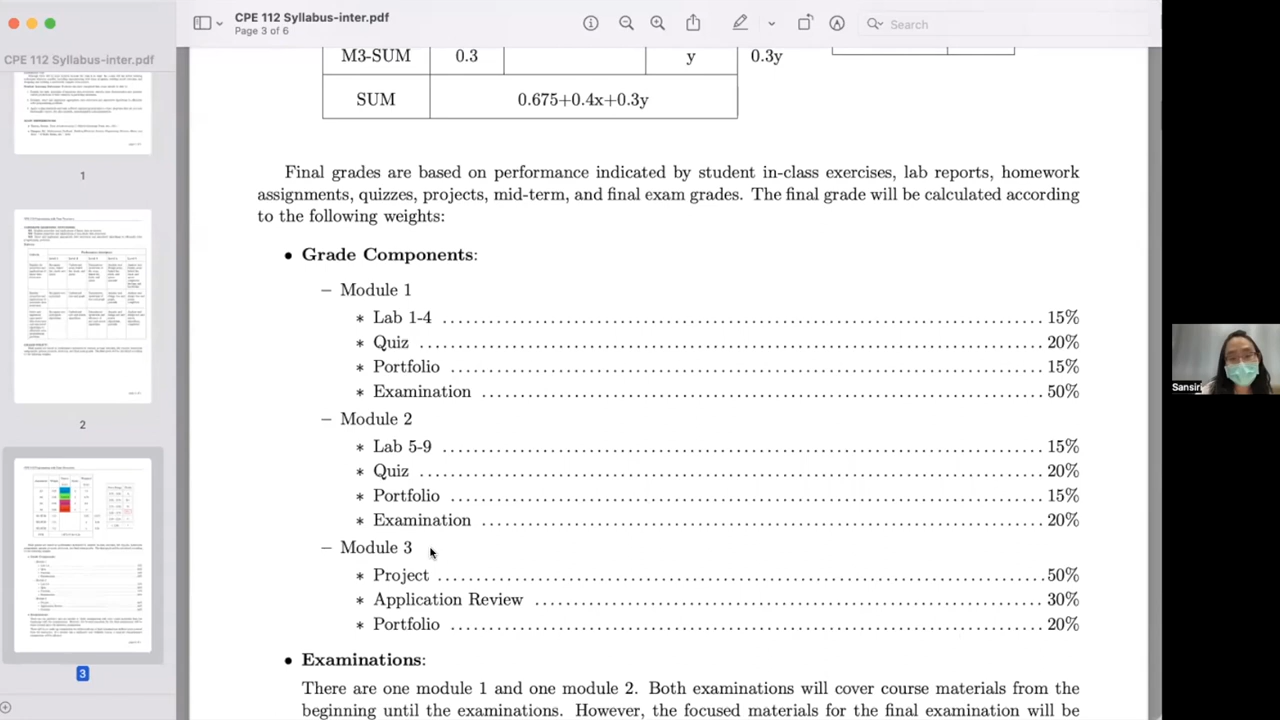 CPE 112 Syllabus-inter.pdf
Page 3 of 6
Search
CPE 112 Syllabus-inter.pdf
1
2
3
M3-SUM 0.3 y 0.3y
SUM 0.675+0.4x+0.3y
Final grades are based on performance indicated by student in-class exercises, lab reports, homework
assignments, quizzes, projects, mid-term, and final exam grades. The final grade will be calculated according
to the following weights:
• Grade Components:
– Module 1
* Lab 1-4 15%
* Quiz 20%
* Portfolio 15%
* Examination 50%
– Module 2
* Lab 5-9 15%
* Quiz 20%
* Portfolio 15%
* Examination 20%
– Module 3
* Project 50%
* Application Review 30%
* Portfolio 20%
• Examinations:
There are one module 1 and one module 2. Both examinations will cover course materials from the
beginning until the examinations. However, the focused materials for the final examination will be
Sansiri